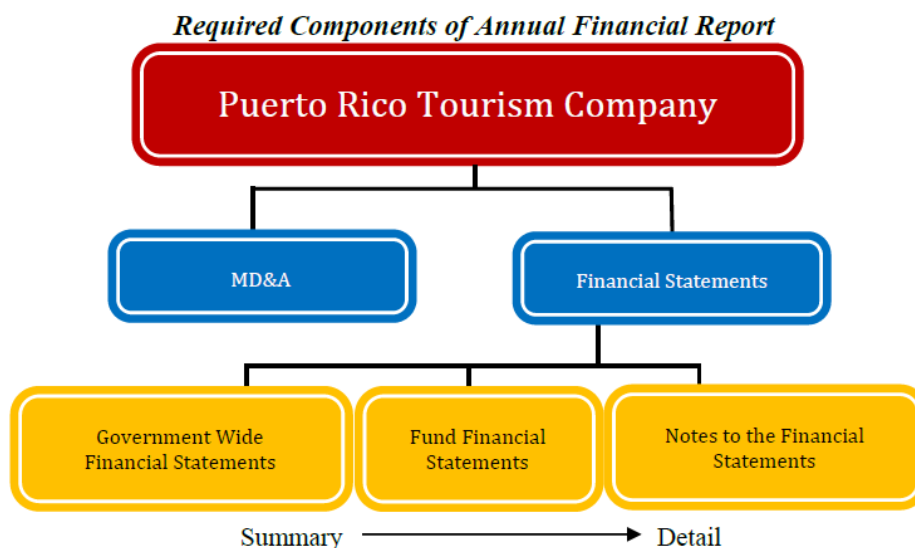 Required Components of Annual Financial Report
Puerto Rico Tourism Company
MD&A
Financial Statements
Government Wide
Financial Statements
Fund Financial
Statements
Notes to the Financial
Statements
Summary
Detail